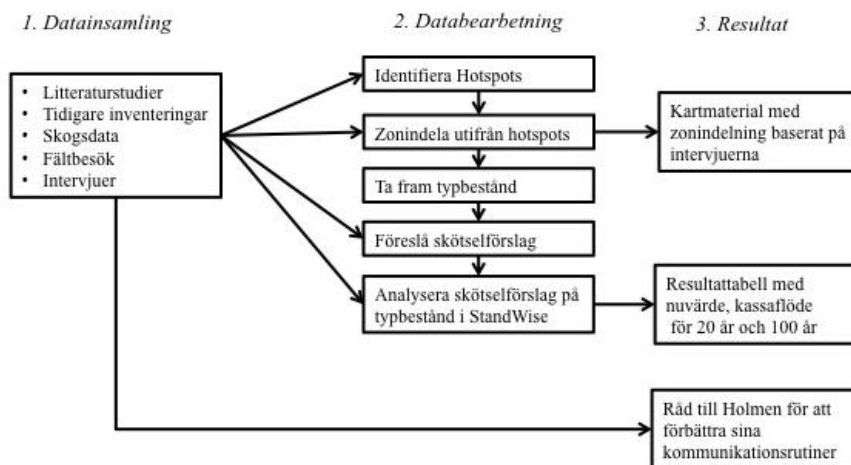 1. Datainsamling
2. Databearbetning
3. Resultat
• Litteraturstudier
• Tidigare inventeringar
• Skogsdata
• Fältbesök
• Intervjuer
Identifiera Hotspots
Zonindela utifrån hotspots
Ta fram typbestånd
Föreslå skötselförslag
Analysera skötselförslag på
typbestånd i StandWise
Kartmaterial med
zonindelning baserat på
intervjuerna
Resultattabell med
nuvärde, kassaflöde
för 20 år och 100 år
Råd till Holmen för att
förbättra sina
kommunikationsrutiner